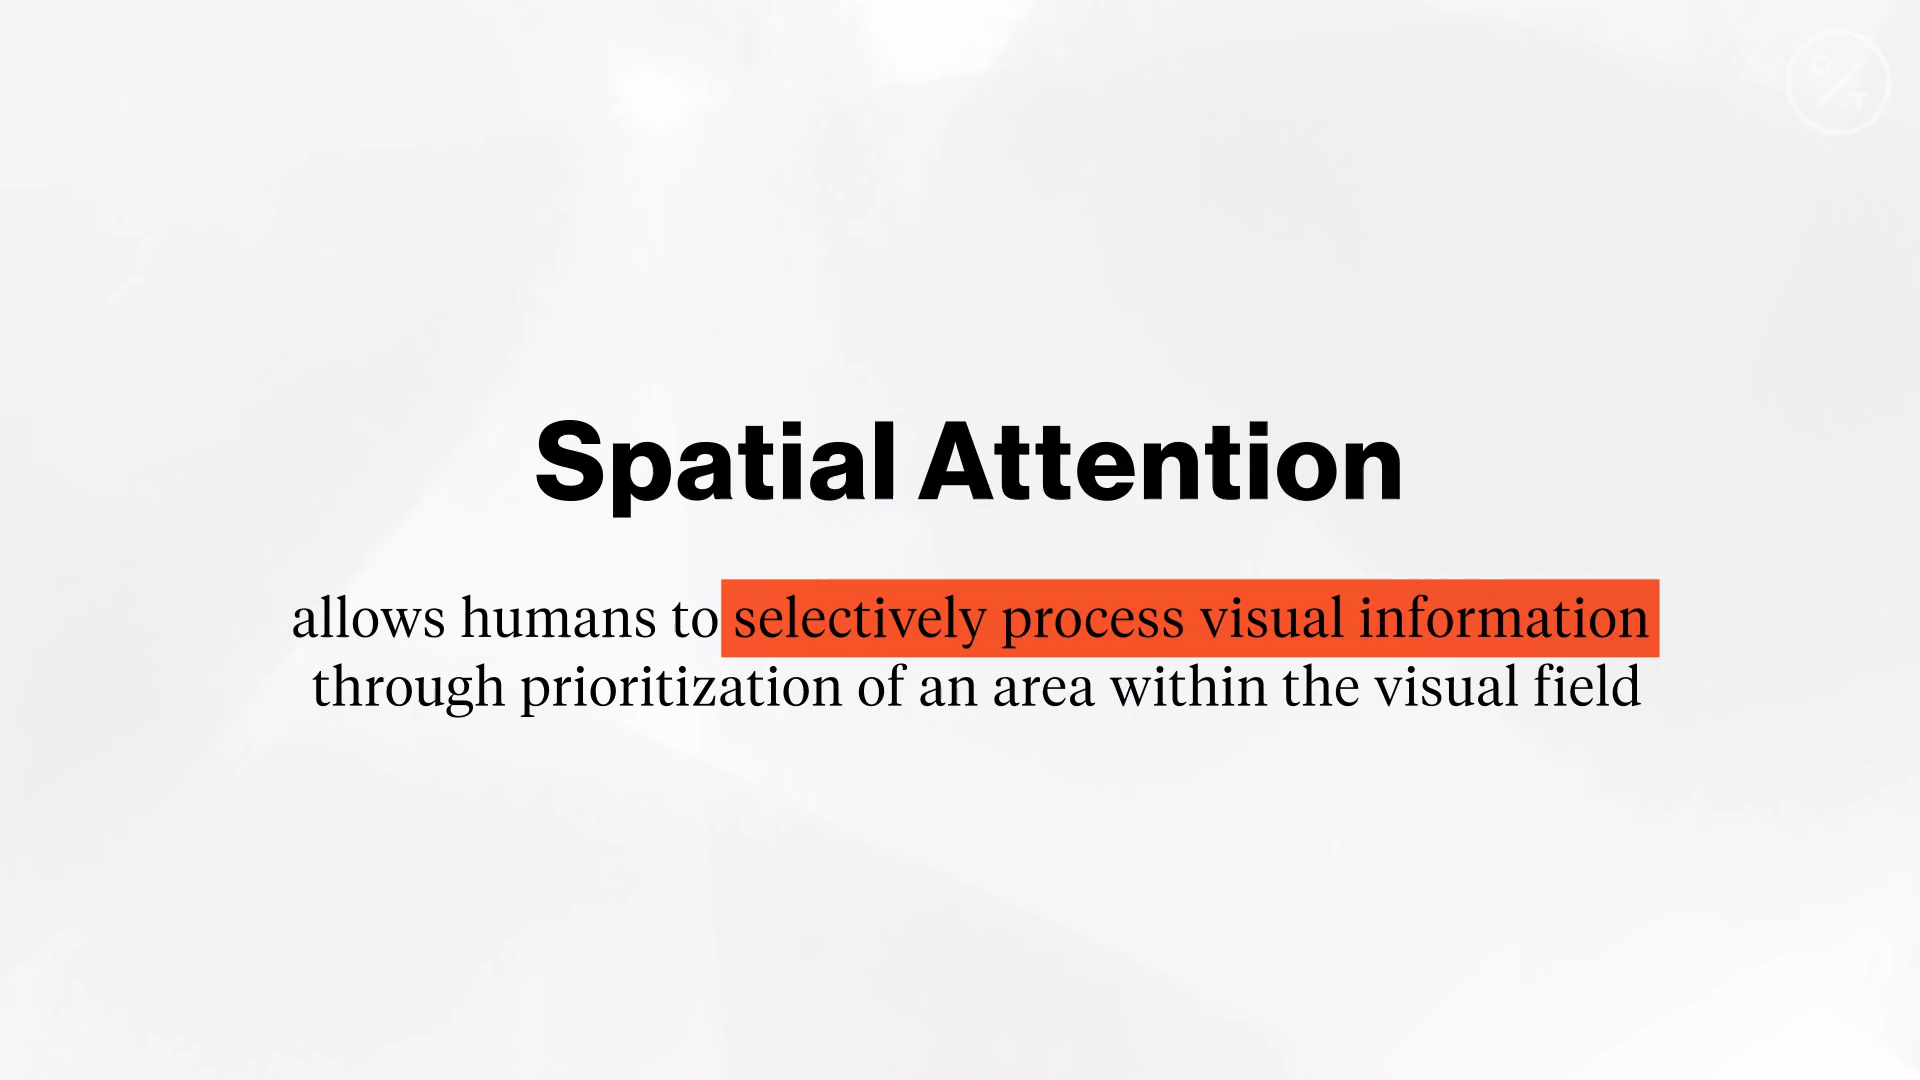 Spatial Attention
allows humans to selectively process visual information
through prioritization of an area within the visual field